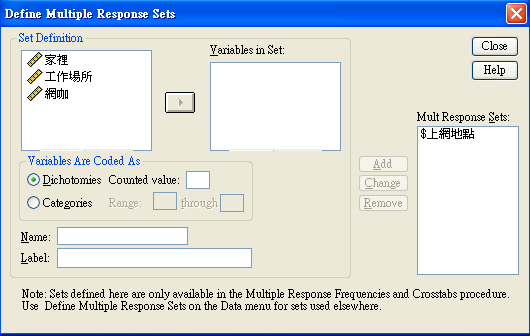 Define Multiple Response Sets
Set Definition
家裡
工作場所
網咖
Variables in Set:
Close
Help
Mult Response Sets:
$上網地點
Variables Are Coded As
Dichotomies Counted value:
Categories Range: through
Add
Change
Remove
Name:
Label:
Note: Sets defined here are only available in the Multiple Response Frequencies and Crosstabs procedure.
Use Define Multiple Response Sets on the Data menu for sets used elsewhere.